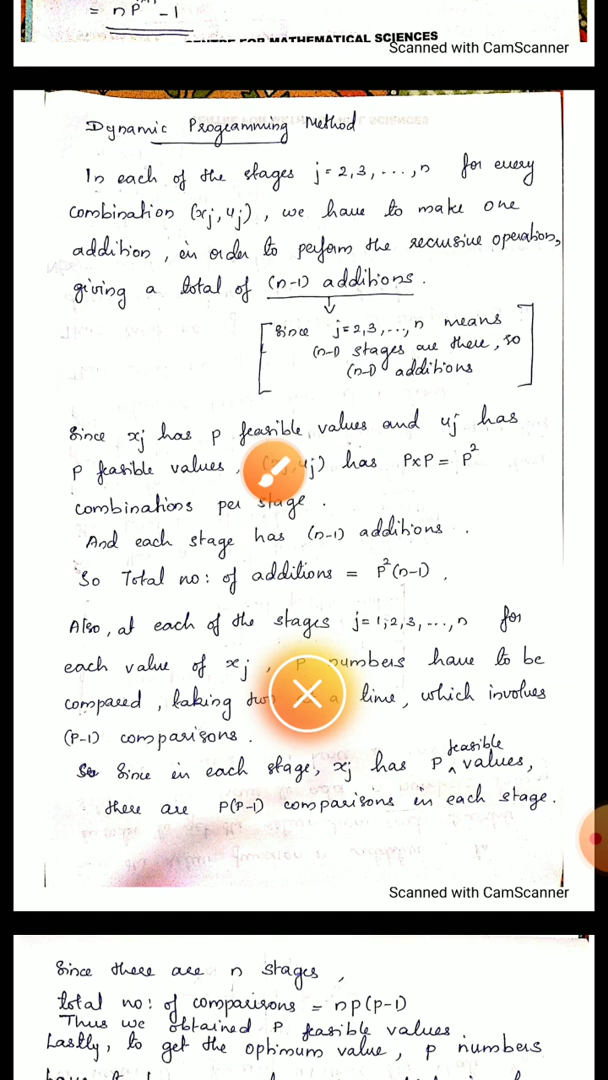 = np -1
CENTRE FOR MATHEMATICAL SCIENCES
Scanned with CamScanner
Dynamic Programming Method
In each of the stages j=2,3,...,n for every
combination (xj,uj), we have to make one
addition, in order to perform the recursive operation,
giving a total of (n-1) additions.
[Since j=2,3,...,n means
(n-1) stages are there, so
(n-1) additions]
Since xj has p feasible values and uj has
p feasible values, uj) has P×P = P²
combinations per stage.
And each stage has (n-1) additions.
So Total no: of additions = P²(n-1).
Also, at each of the stages j=1,2,3,...,n for
each value of xj, p numbers have to be
compared, taking two a time, which involves
(P-1) comparisons.
Since in each stage, xj has P feasible values,
there are P(P-1) comparisons in each stage.
Scanned with CamScanner
Since there are n stages,
total no: of comparisons = np(p-1)
Thus we obtained P feasible values
Lastly, to get the optimum value, p numbers